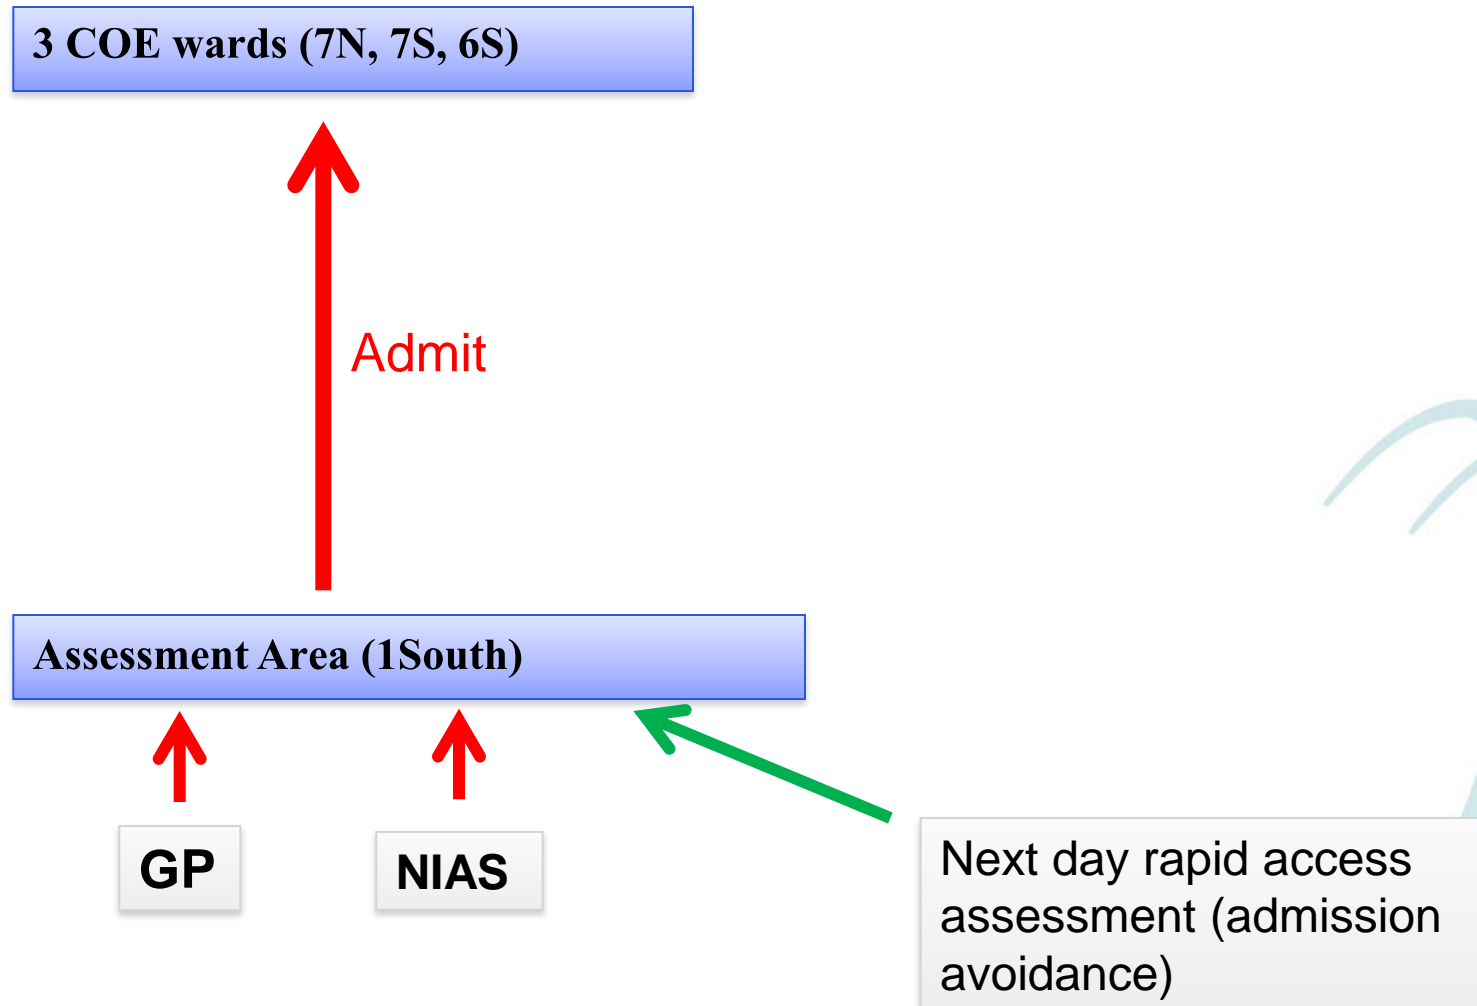 3 COE wards (7N, 7S, 6S)
Admit
Assessment Area (1South)
GP
NIAS
Next day rapid access
assessment (admission
avoidance)